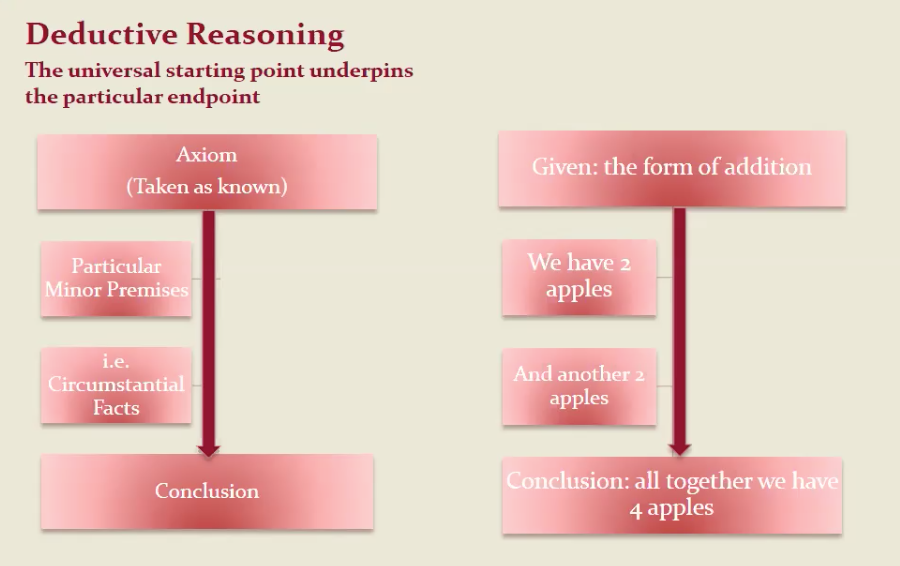 Deductive Reasoning
The universal starting point underpins
the particular endpoint
Axiom
(Taken as known)
Particular
Minor Premises
i.e.
Circumstantial
Facts
Conclusion
Given: the form of addition
We have 2
apples
And another 2
apples
Conclusion: all together we have
4 apples